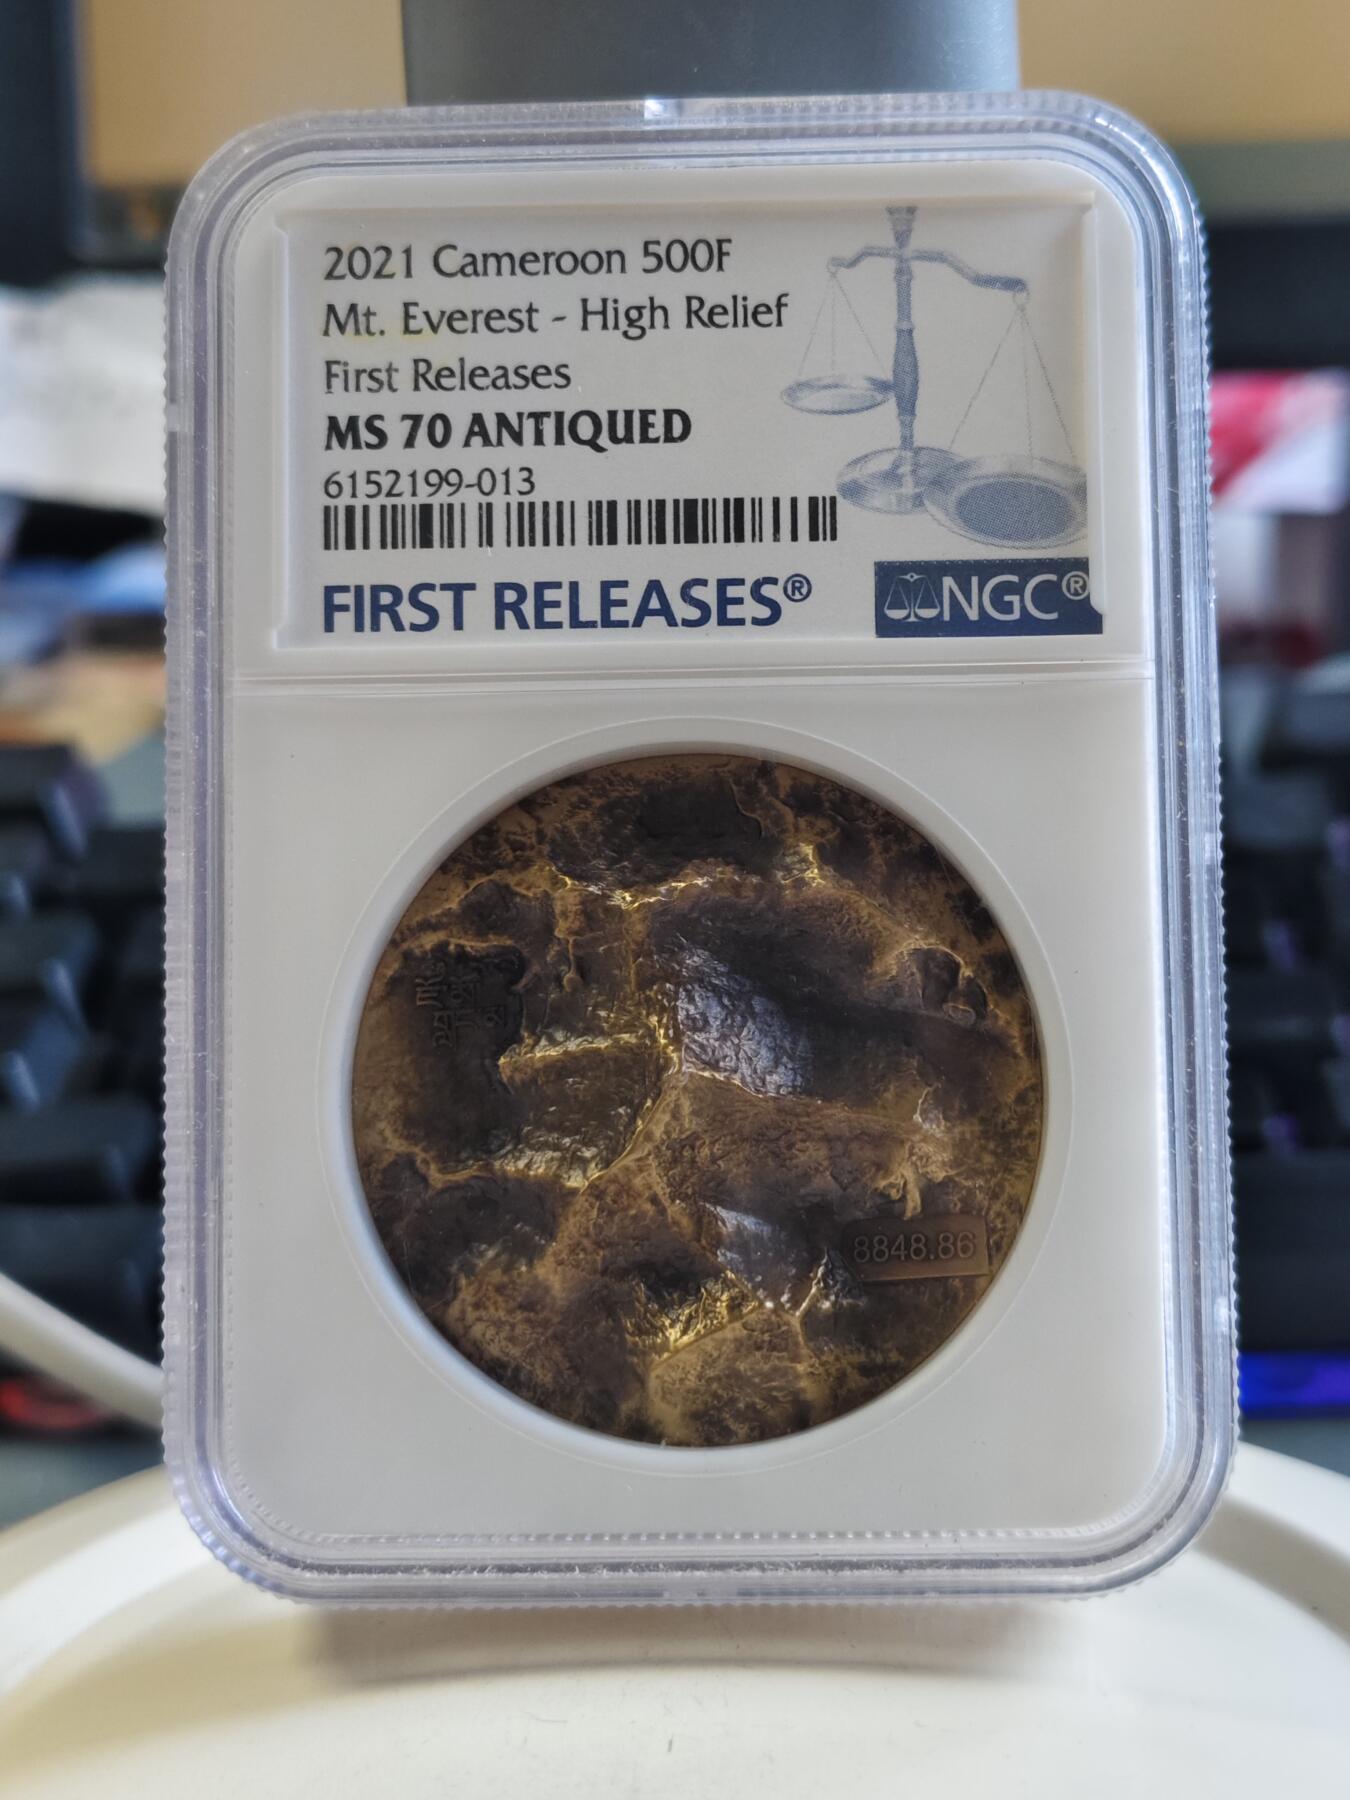 2021 Cameroon 500F
Mt. Everest - High Relief
First Releases
MS 70 ANTIQUED
6152199-013
FIRST RELEASES®
NGC®
8848.86